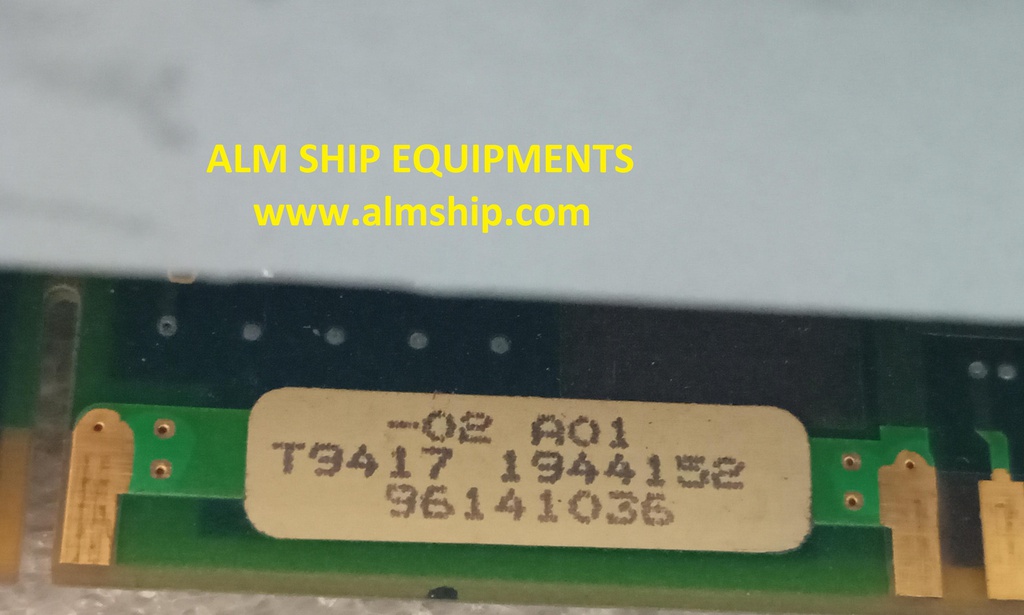 ALM SHIP EQUIPMENTS
www.almship.com
-02 A01
T9417 1944152
96141036